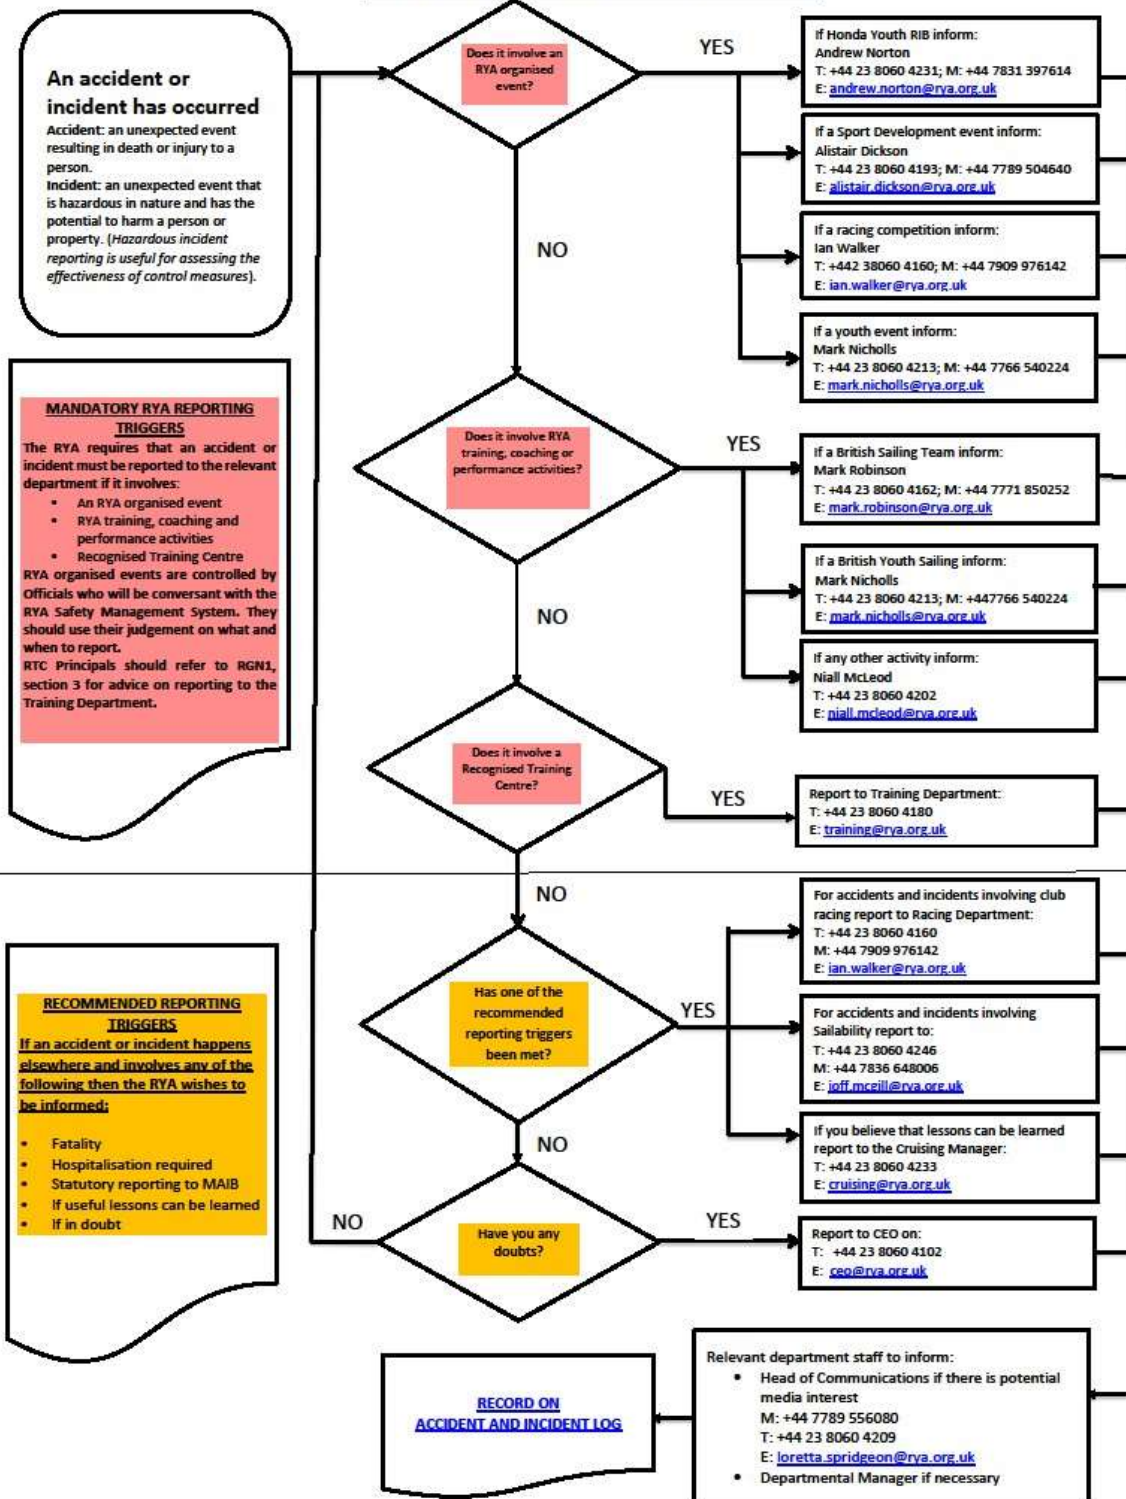 An accident or
incident has occurred
Accident: an unexpected event
resulting in death or injury to a
person.
Incident: an unexpected event that
is hazardous in nature and has the
potential to harm a person or
property. (Hazardous incident
reporting is useful for assessing the
effectiveness of control measures).
Does it involve an
RYA organised
event?
YES
If Honda Youth RIB inform:
Andrew Norton
T: +44 23 8060 4231; M: +44 7831 397614
E: andrew.norton@rya.org.uk
If a Sport Development event inform:
Alistair Dickson
T: +44 23 8060 4193; M: +44 7789 504640
E: alistair.dickson@rya.org.uk
If a racing competition inform:
Ian Walker
T: +442 38060 4160; M: +44 7909 976142
E: ian.walker@rya.org.uk
If a youth event inform:
Mark Nicholls
T: +44 23 8060 4213; M: +44 7766 540224
E: mark.nicholls@rya.org.uk
NO
MANDATORY RYA REPORTING
TRIGGERS
The RYA requires that an accident or
incident must be reported to the relevant
department if it involves:
• An RYA organised event
• RYA training, coaching and
performance activities
• Recognised Training Centre
RYA organised events are controlled by
Officials who will be conversant with the
RYA Safety Management System. They
should use their judgement on what and
when to report.
RTC Principals should refer to RGN1,
section 3 for advice on reporting to the
Training Department.
Does it involve RYA
training, coaching or
performance activities?
YES
If a British Sailing Team inform:
Mark Robinson
T: +44 23 8060 4162; M: +44 7771 850252
E: mark.robinson@rya.org.uk
If a British Youth Sailing inform:
Mark Nicholls
T: +44 23 8060 4213; M: +447766 540224
E: mark.nicholls@rya.org.uk
If any other activity inform:
Niall McLeod
T: +44 23 8060 4202
E: niall.mcleod@rya.org.uk
NO
Does it involve a
Recognised Training
Centre?
YES
Report to Training Department:
T: +44 23 8060 4180
E: training@rya.org.uk
NO
RECOMMENDED REPORTING
TRIGGERS
If an accident or incident happens
elsewhere and involves any of the
following then the RYA wishes to
be informed:
• Fatality
• Hospitalisation required
• Statutory reporting to MAIB
• If useful lessons can be learned
• If in doubt
Has one of the
recommended
reporting triggers
been met?
YES
For accidents and incidents involving club
racing report to Racing Department:
T: +44 23 8060 4160
M: +44 7909 976142
E: ian.walker@rya.org.uk
For accidents and incidents involving
Sailability report to:
T: +44 23 8060 4246
M: +44 7836 648006
E: joff.mcgill@rya.org.uk
If you believe that lessons can be learned
report to the Cruising Manager:
T: +44 23 8060 4233
E: cruising@rya.org.uk
NO
NO
Have you any
doubts?
YES
Report to CEO on:
T: +44 23 8060 4102
E: ceo@rya.org.uk
Relevant department staff to inform:
• Head of Communications if there is potential
media interest
M: +44 7789 556080
T: +44 23 8060 4209
E: loretta.spridgeon@rya.org.uk
• Departmental Manager if necessary
RECORD ON
ACCIDENT AND INCIDENT LOG